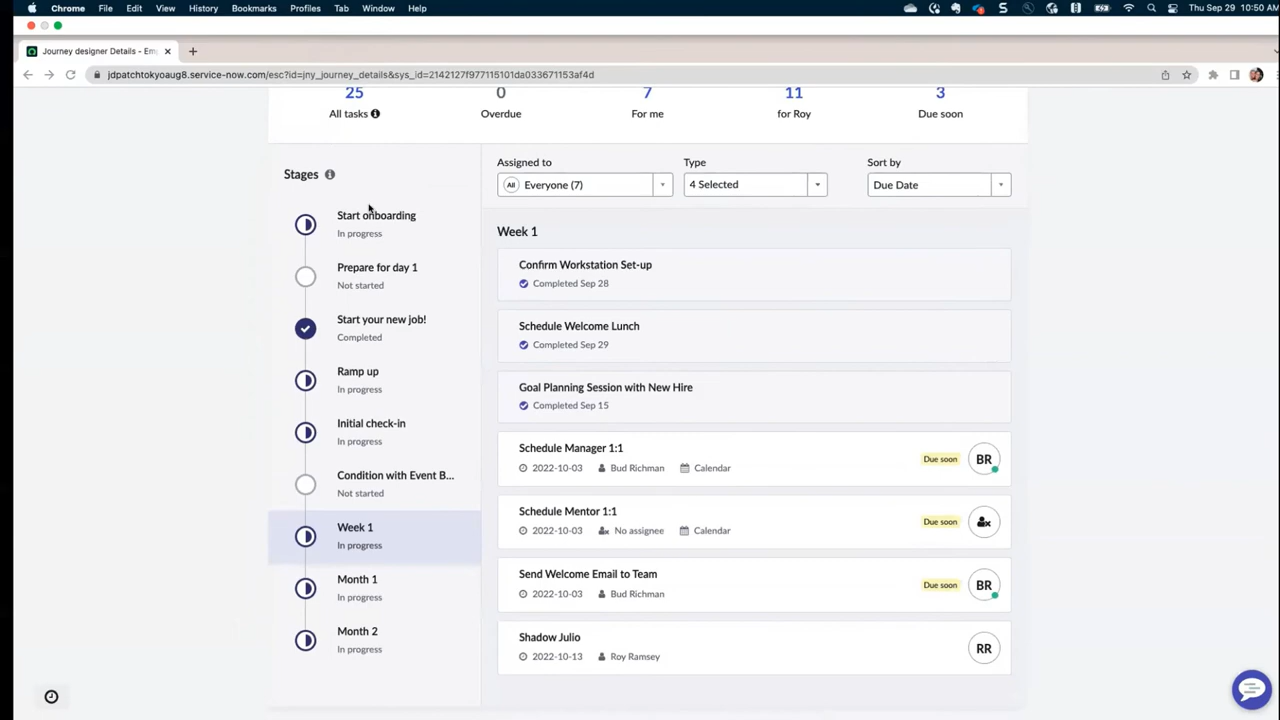 Chrome File Edit View History Bookmarks Profiles Tab Window Help
Thu Sep 29 10:50 AM
Journey designer Details - Em
jdpatchtokyoaug8.service-now.com/esc?id=jny_journey_details&sys_id=2142127f977115101da033671153af4d
25 0 7 11 3
All tasks Overdue For me for Roy Due soon
Stages
Start onboarding
In progress
Prepare for day 1
Not started
Start your new job!
Completed
Ramp up
In progress
Initial check-in
In progress
Condition with Event B...
Not started
Week 1
In progress
Month 1
In progress
Month 2
In progress
Assigned to Type Sort by
All Everyone (7) 4 Selected Due Date
Week 1
Confirm Workstation Set-up
Completed Sep 28
Schedule Welcome Lunch
Completed Sep 29
Goal Planning Session with New Hire
Completed Sep 15
Schedule Manager 1:1
2022-10-03 Bud Richman Calendar
Due soon BR
Schedule Mentor 1:1
2022-10-03 No assignee Calendar
Due soon
Send Welcome Email to Team
2022-10-03 Bud Richman
Due soon BR
Shadow Julio
2022-10-13 Roy Ramsey
RR